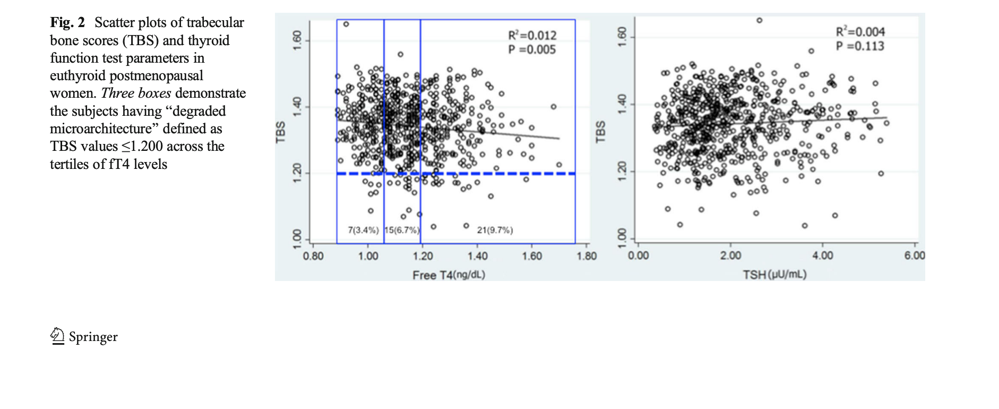 Fig. 2 Scatter plots of trabecular
bone scores (TBS) and thyroid
function test parameters in
euthyroid postmenopausal
women. Three boxes demonstrate
the subjects having “degraded
microarchitecture” defined as
TBS values ≤1.200 across the
tertiles of fT4 levels
R²=0.012
P =0.005
TBS
1.60
1.40
1.20
1.00
7(3.4%) 15(6.7%) 21(9.7%)
0.80 1.00 1.20 1.40 1.60 1.80
Free T4(ng/dL)
R²=0.004
P =0.113
TBS
1.60
1.40
1.20
1.00
0.00 2.00 4.00 6.00
TSH(μU/mL)
Springer